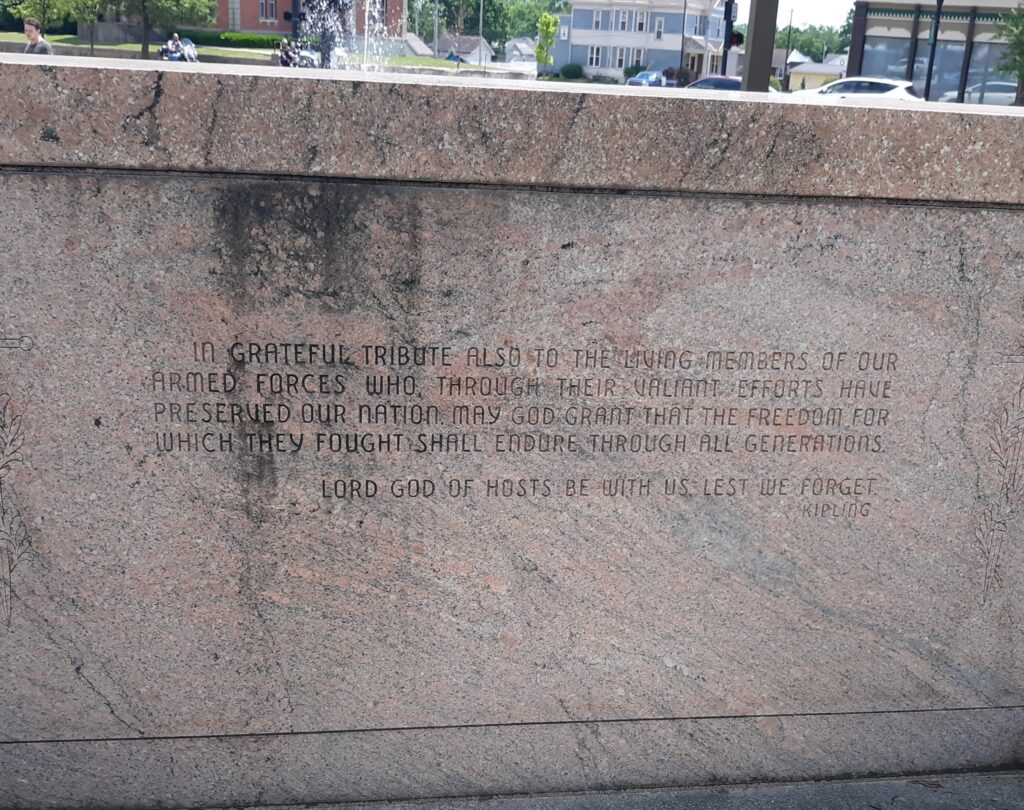 IN GRATEFUL TRIBUTE ALSO TO THE LIVING MEMBERS OF OUR
ARMED FORCES WHO, THROUGH THEIR VALIANT EFFORTS HAVE
PRESERVED OUR NATION. MAY GOD GRANT THAT THE FREEDOM FOR
WHICH THEY FOUGHT SHALL ENDURE THROUGH ALL GENERATIONS.
LORD GOD OF HOSTS BE WITH US LEST WE FORGET.
KIPLING